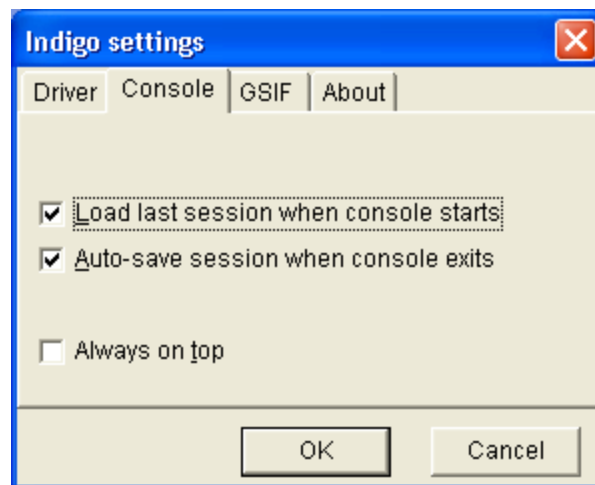 Indigo settings
Driver Console GSIF About
Load last session when console starts
Auto-save session when console exits
Always on top
OK Cancel